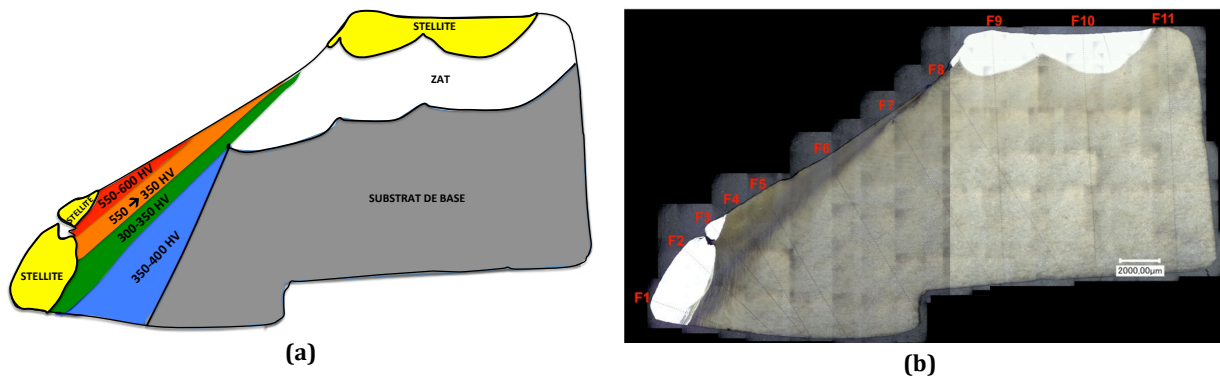 STELLITE
ZAT
550-600 HV
550 → 350 HV
300-350 HV
350-400 HV
STELLITE
STELLITE
SUBSTRAT DE BASE
(a)
F1
F2
F3
F4
F5
F6
F7
F8
F9
F10
F11
2000,00µm
(b)